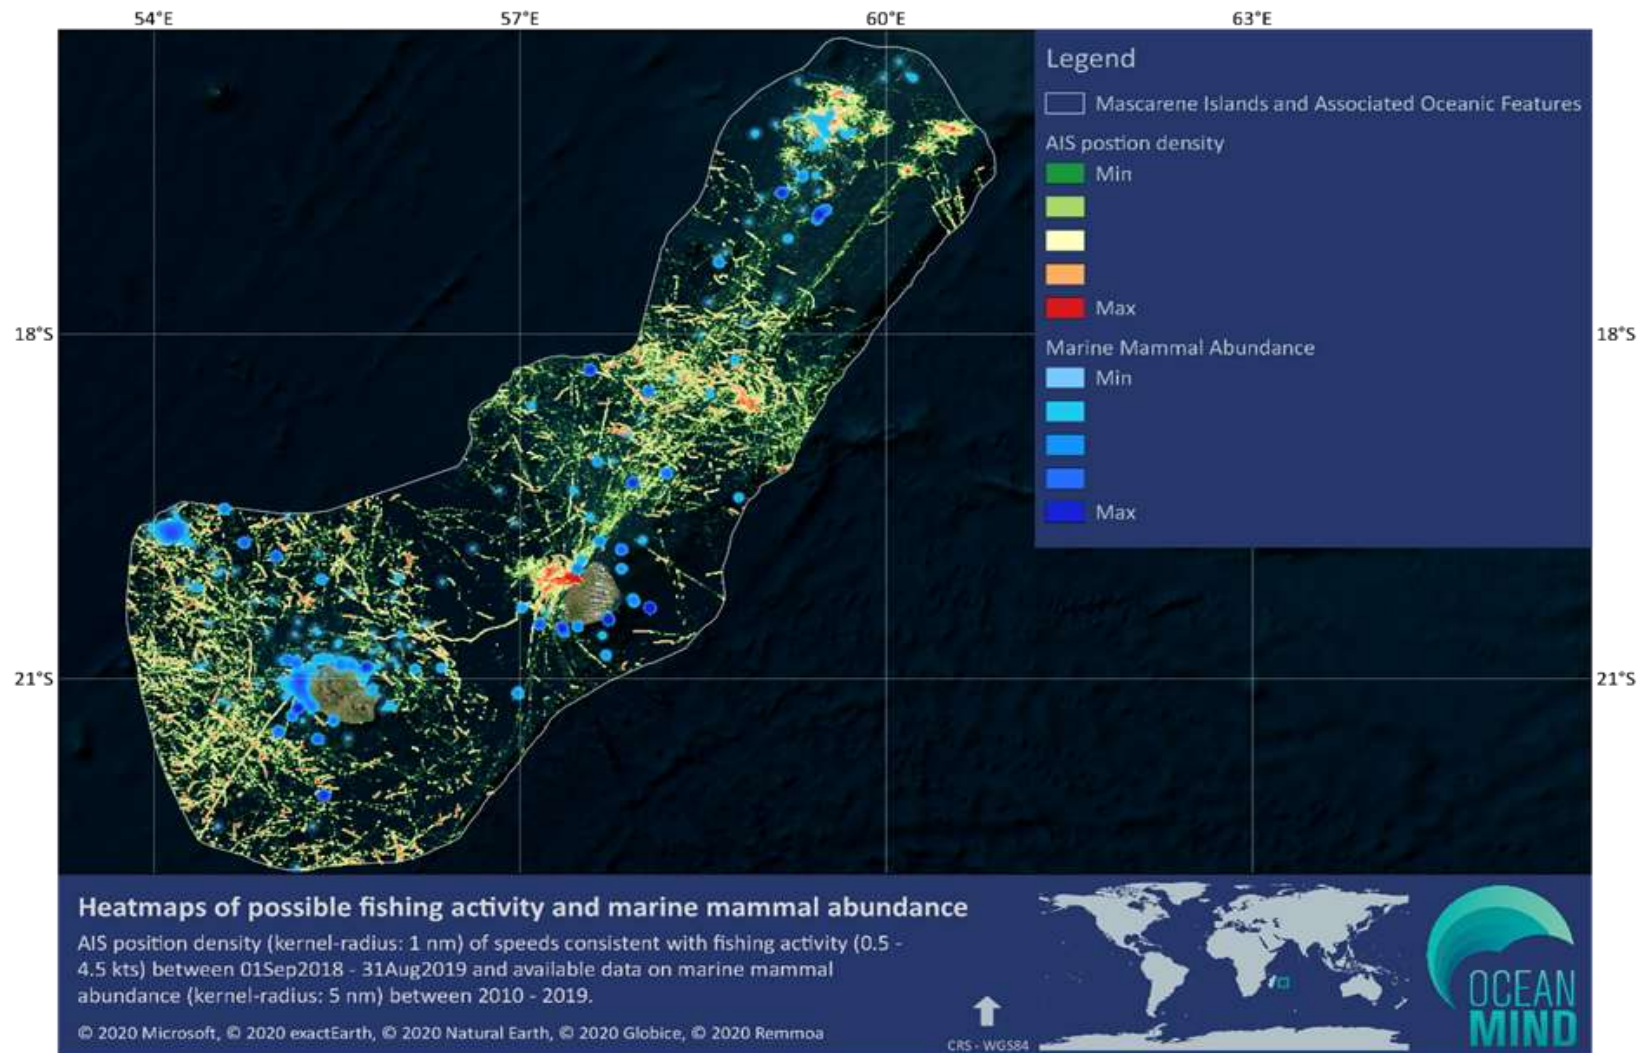 54°E 57°E 60°E 63°E
Legend
Mascarene Islands and Associated Oceanic Features
AIS postion density
Min
Max
Marine Mammal Abundance
Min
Max
18°S 18°S
21°S 21°S
Heatmaps of possible fishing activity and marine mammal abundance
AIS position density (kernel-radius: 1 nm) of speeds consistent with fishing activity (0.5 -
4.5 kts) between 01Sep2018 - 31Aug2019 and available data on marine mammal
abundance (kernel-radius: 5 nm) between 2010 - 2019.
© 2020 Microsoft, © 2020 exactEarth, © 2020 Natural Earth, © 2020 Globice, © 2020 Remmoa
CRS - WGS84
OCEAN
MIND